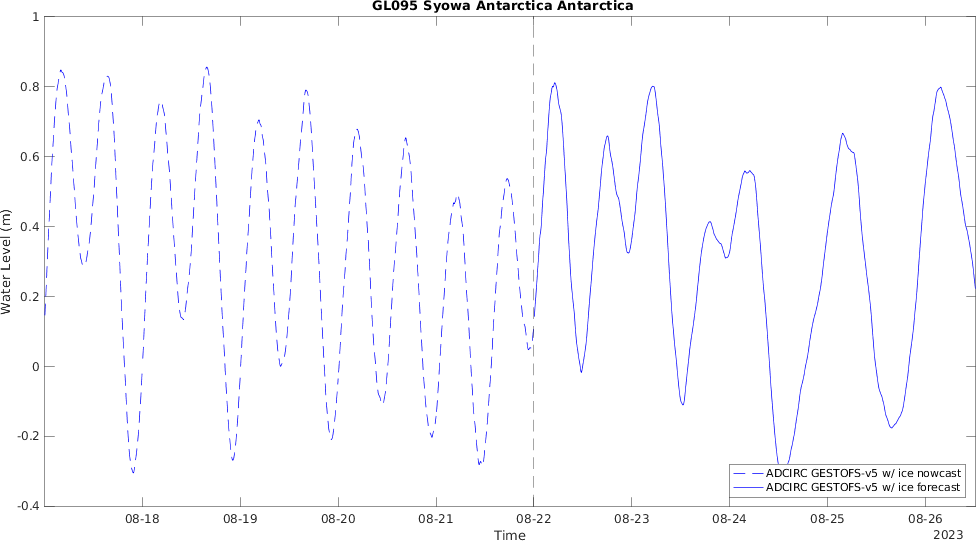 GL095 Syowa Antarctica Antarctica
Water Level (m)
1
0.8
0.6
0.4
0.2
0
-0.2
-0.4
ADCIRC GESTOFS-v5 w/ ice nowcast
ADCIRC GESTOFS-v5 w/ ice forecast
08-18 08-19 08-20 08-21 08-22 08-23 08-24 08-25 08-26
Time
2023